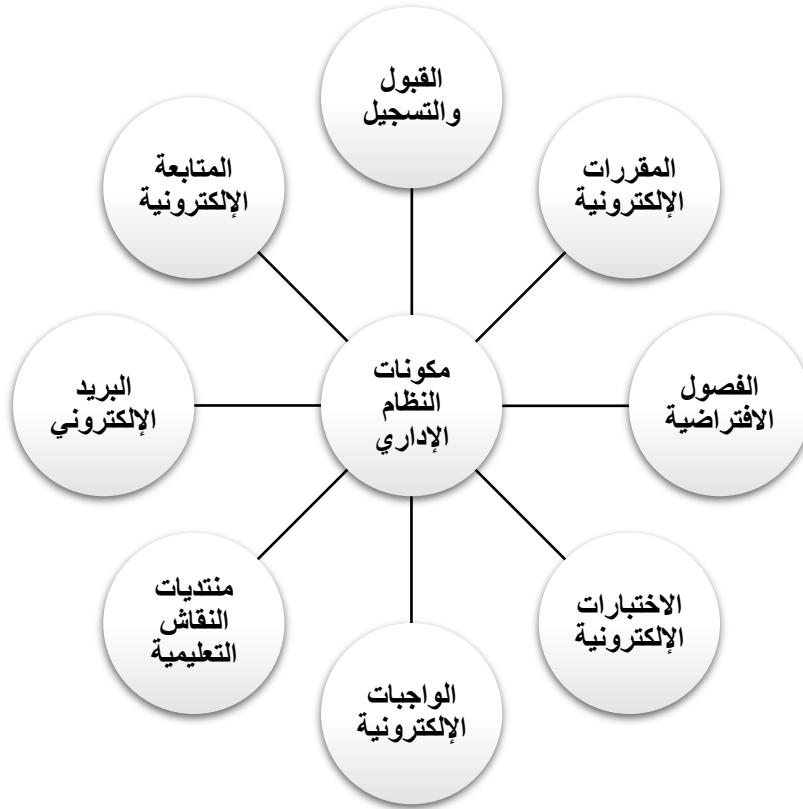 القبول
والتسجيل
المقررات
الإلكترونية
الفصول
الافتراضية
الاختبارات
الإلكترونية
الواجبات
الإلكترونية
منتديات
النقاش
التعليمية
البريد
الإلكتروني
المتابعة
الإلكترونية
مكونات
النظام
الإداري